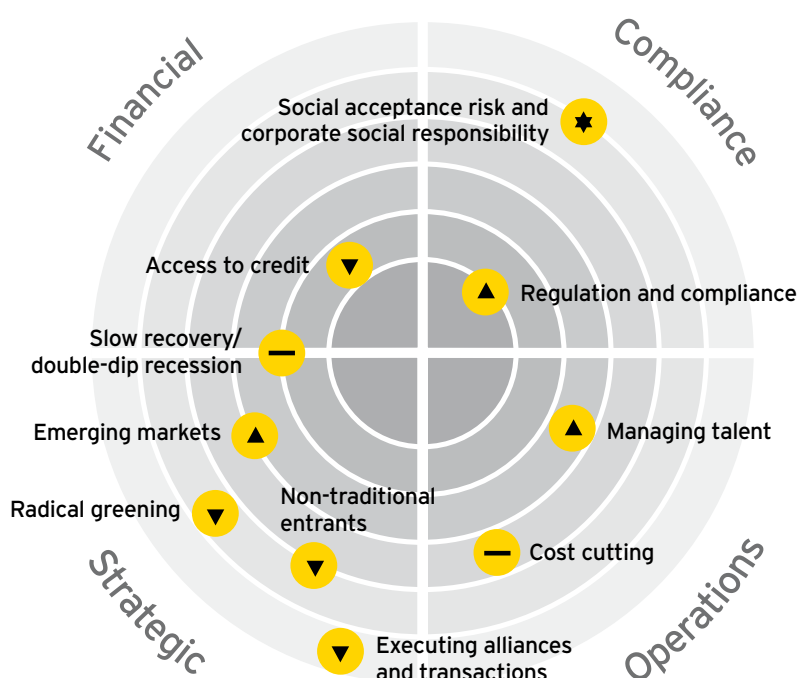 Financial
Compliance
Social acceptance risk and
corporate social responsibility
Access to credit
Regulation and compliance
Slow recovery/
double-dip recession
Emerging markets
Managing talent
Radical greening
Non-traditional
entrants
Cost cutting
Strategic
Operations
Executing alliances
and transactions